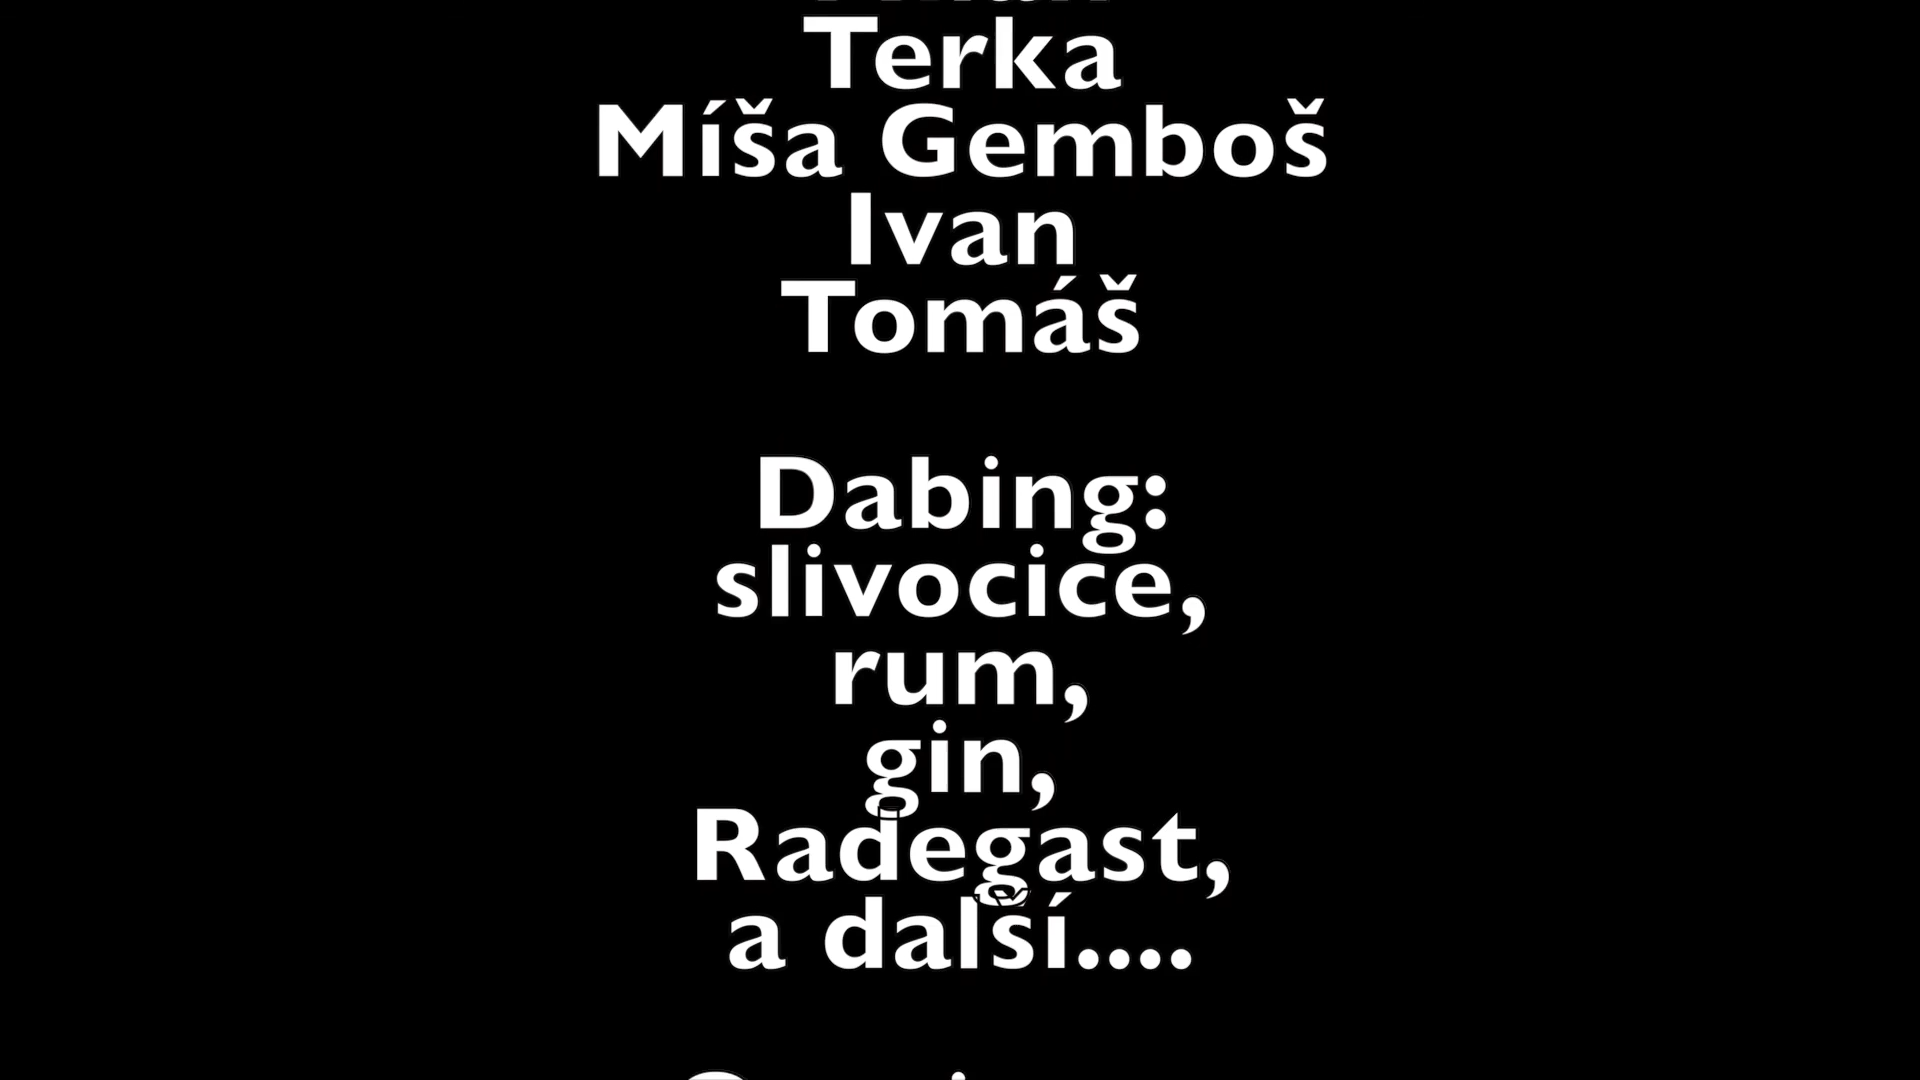 Terka
Míša Gemboš
Ivan
Tomáš
Dabing:
slivocice,
rum,
gin,
Radegast,
a další....